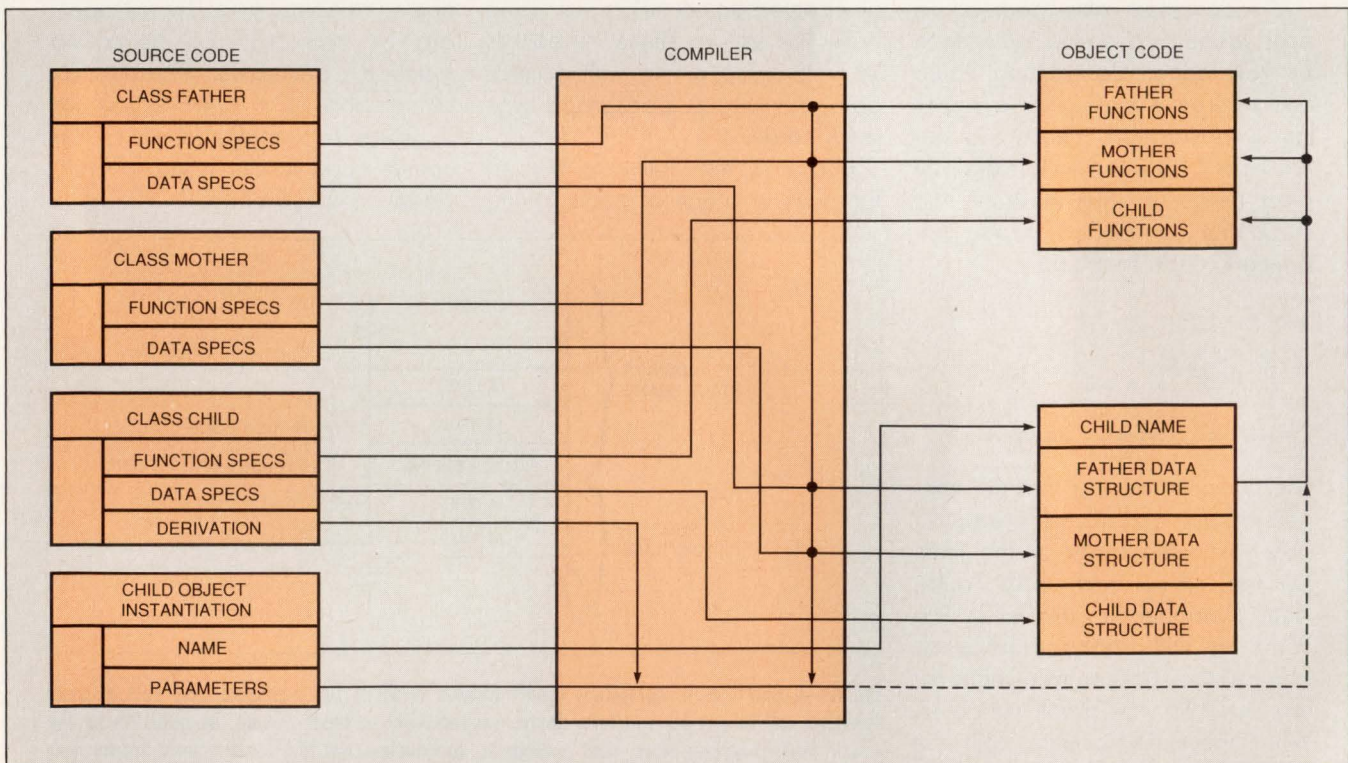 SOURCE CODE
CLASS FATHER
FUNCTION SPECS
DATA SPECS
CLASS MOTHER
FUNCTION SPECS
DATA SPECS
CLASS CHILD
FUNCTION SPECS
DATA SPECS
DERIVATION
CHILD OBJECT
INSTANTIATION
NAME
PARAMETERS
COMPILER
OBJECT CODE
FATHER
FUNCTIONS
MOTHER
FUNCTIONS
CHILD
FUNCTIONS
CHILD NAME
FATHER DATA
STRUCTURE
MOTHER DATA
STRUCTURE
CHILD DATA
STRUCTURE